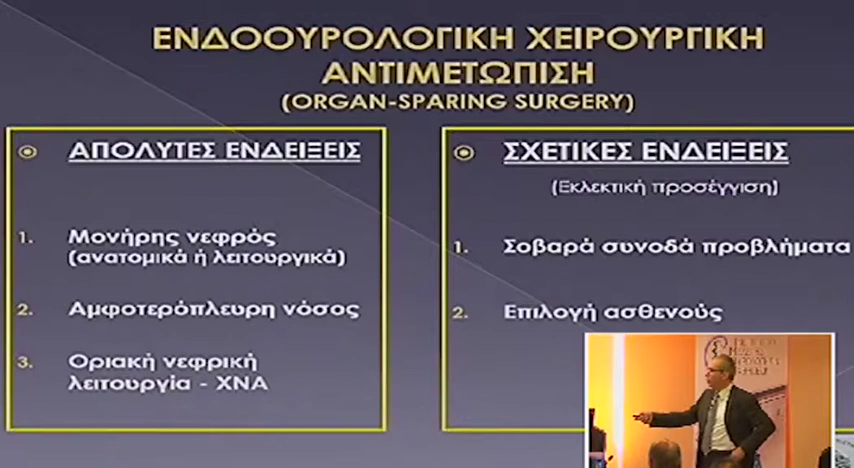 ΕΝΔΟΟΥΡΟΛΟΓΙΚΗ ΧΕΙΡΟΥΡΓΙΚΗ
ΑΝΤΙΜΕΤΩΠΙΣΗ
(ORGAN-SPARING SURGERY)
ΑΠΟΛΥΤΕΣ ΕΝΔΕΙΞΕΙΣ
1. Μονήρης νεφρός
(ανατομικά ή λειτουργικά)
2. Αμφοτερόπλευρη νόσος
3. Οριακή νεφρική
λειτουργία - ΧΝΑ
ΣΧΕΤΙΚΕΣ ΕΝΔΕΙΞΕΙΣ
(Εκλεκτική προσέγγιση)
1. Σοβαρά συνοδά προβλήματα
2. Επιλογή ασθενούς